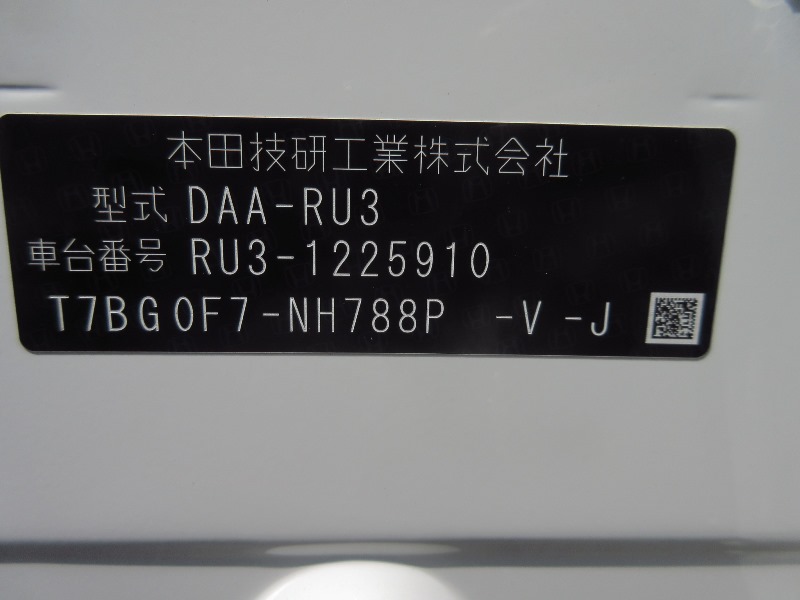 本田技研工業株式会社
型式 DAA-RU3
車台番号 RU3-1225910
T7BG0F7-NH788P -V -J